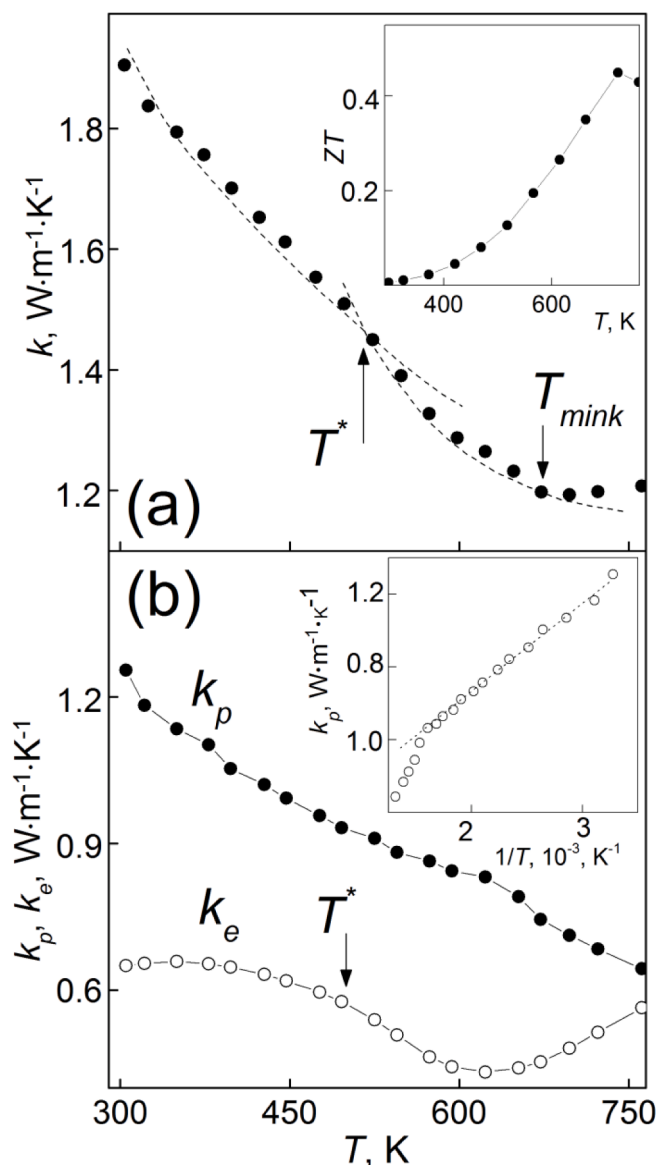 1.8
1.6
1.4
1.2
k, W·m⁻¹·K⁻¹
(a)
T*
T_mink
ZT
0.4
0.2
400
600
T, K
(b)
1.2
0.9
0.6
k_p, k_e, W·m⁻¹·K⁻¹
k_p
k_e
T*
k_p, W·m⁻¹·K⁻¹
1.2
0.8
1.0
2
3
1/T, 10⁻³, K⁻¹
300
450
600
750
T, K